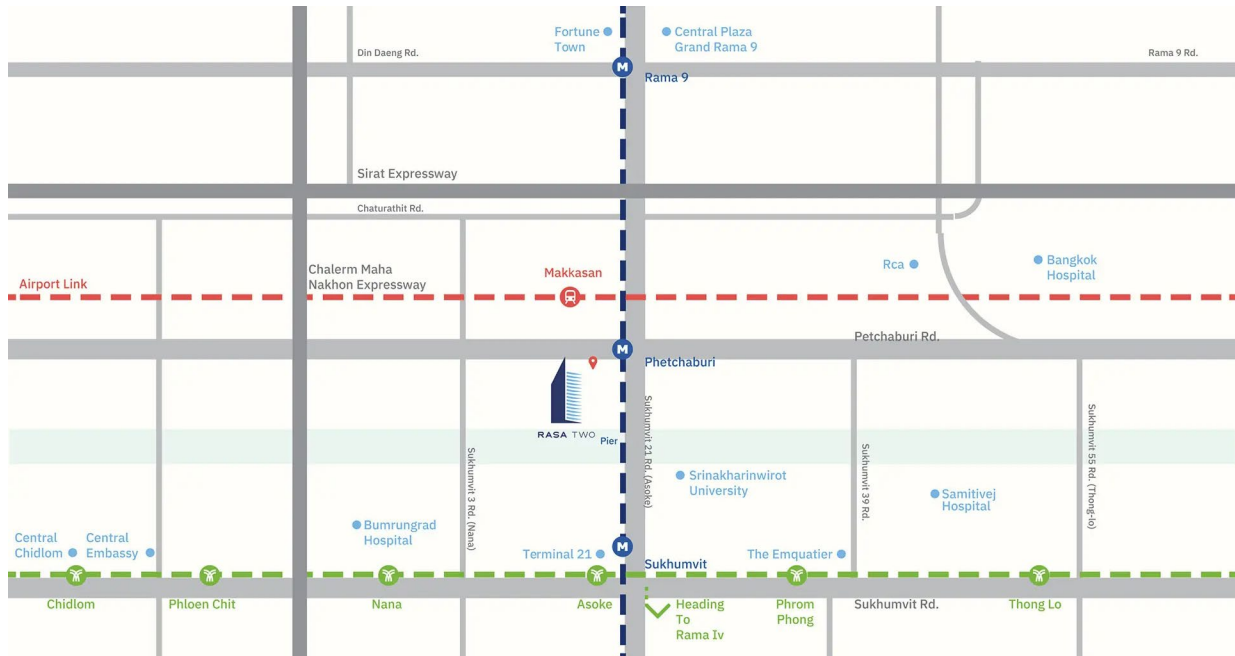 Fortune
Town
Central Plaza
Grand Rama 9
Din Daeng Rd.
Rama 9 Rd.
M
Rama 9
Sirat Expressway
Chaturathit Rd.
Chalerm Maha
Nakhon Expressway
Airport Link
Makkasan
Rca
Bangkok
Hospital
Petchaburi Rd.
M
Phetchaburi
RASA TWO
Pier
Sukhumvit 21 Rd. (Asoke)
Sukhumvit 3 Rd. (Nana)
Sukhumvit 39 Rd.
Sukhumvit 55 Rd. (Thong-lo)
Srinakharinwirot
University
Samitivej
Hospital
Bumrungrad
Hospital
Central
Chidlom
Central
Embassy
Terminal 21
M
Sukhumvit
The Emquatier
Chidlom
Phloen Chit
Nana
Asoke
Heading
To
Rama Iv
Phrom
Phong
Sukhumvit Rd.
Thong Lo